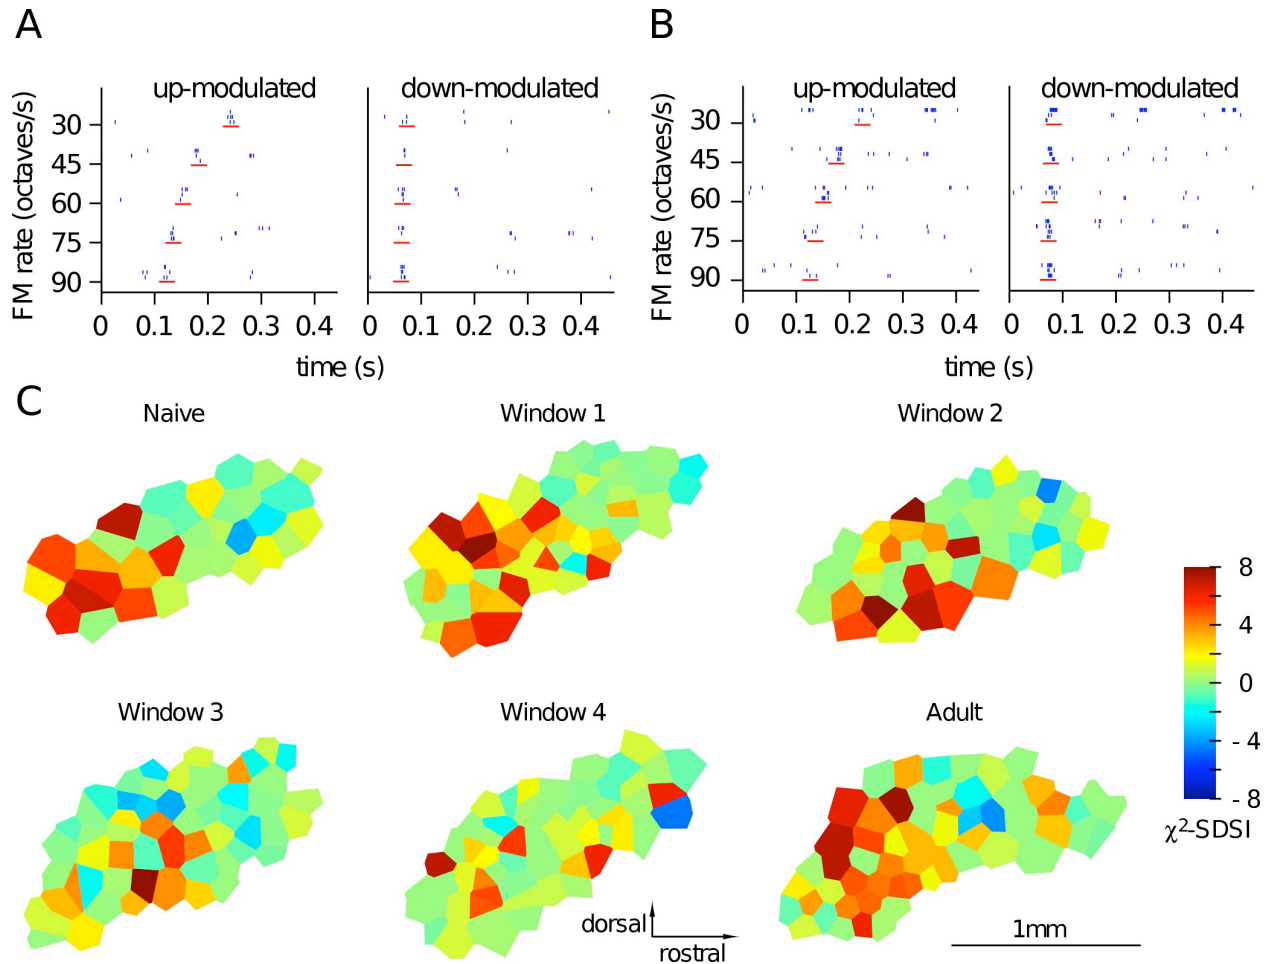 A
B
up-modulated
down-modulated
up-modulated
down-modulated
FM rate (octaves/s)
30
45
60
75
90
0
0.1
0.2
0.3
0.4
0
0.1
0.2
0.3
0.4
time (s)
FM rate (octaves/s)
30
45
60
75
90
0
0.1
0.2
0.3
0
0.1
0.2
0.3
0.4
time (s)
C
Naive
Window 1
Window 2
Window 3
Window 4
Adult
8
4
0
- 4
- 8
χ²-SDSI
dorsal
rostral
1mm